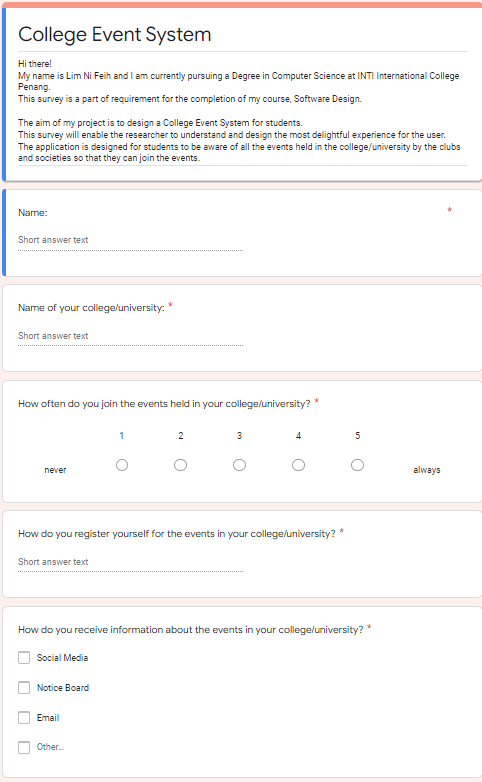 College Event System
Hi there!
My name is Lim Ni Feih and I am currently pursuing a Degree in Computer Science at INTI International College
Penang.
This survey is a part of requirement for the completion of my course, Software Design.
The aim of my project is to design a College Event System for students.
This survey will enable the researcher to understand and design the most delightful experience for the user.
The application is designed for students to be aware of all the events held in the college/university by the clubs
and societies so that they can join the events.
Name: *
Short answer text
Name of your college/university: *
Short answer text
How often do you join the events held in your college/university? *
1 2 3 4 5
never always
How do you register yourself for the events in your college/university? *
Short answer text
How do you receive information about the events in your college/university? *
Social Media
Notice Board
Email
Other...